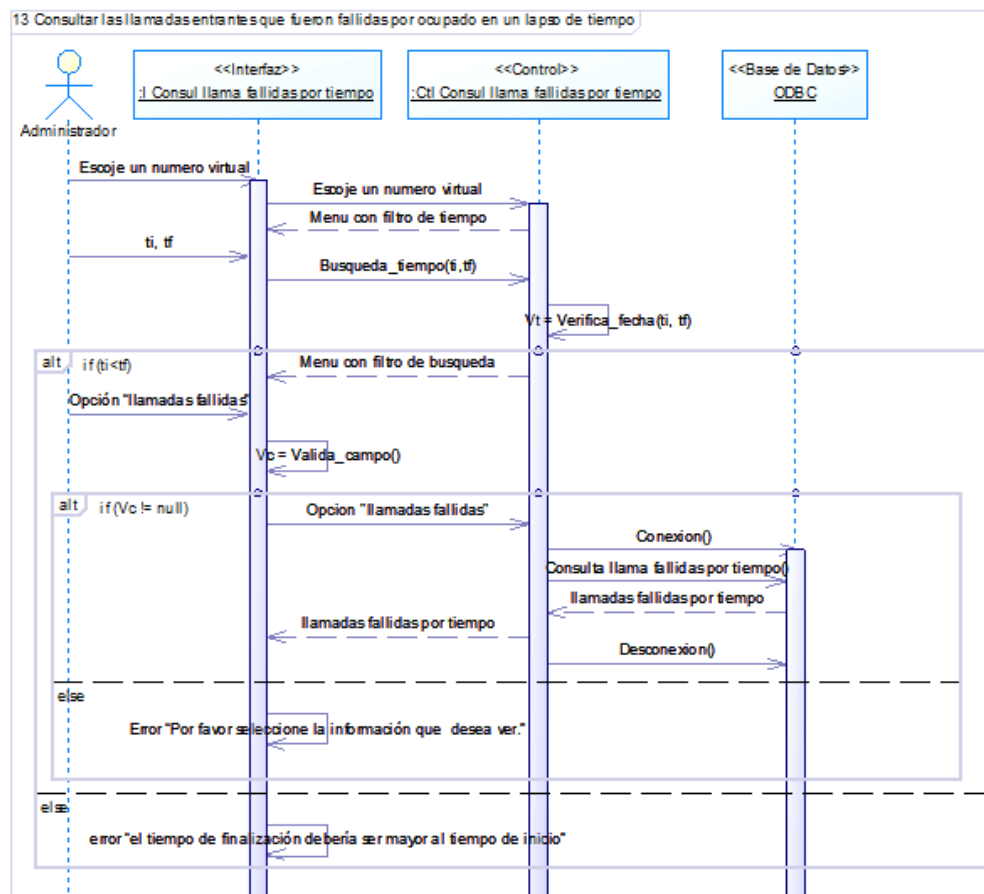 13 Consultar las llamadas entrantes que fueron fallidas por ocupado en un lapso de tiempo
<<Interfaz>>
:I Consul llama fallidas por tiempo
<<Control>>
:Ctl Consul llama fallidas por tiempo
<<Base de Datos>>
ODBC
Administrador
Escoje un numero virtual
Escoje un numero virtual
Menu con filtro de tiempo
ti, tf
Busqueda_tiempo(ti,tf)
Vt = Verifica_fecha(ti, tf)
alt if (ti<tf)
Menu con filtro de busqueda
Opción "llamadas fallidas"
Vc = Valida_campo()
alt if (Vc != null)
Opcion "llamadas fallidas"
Conexion()
Consulta llama fallidas por tiempo()
llamadas fallidas por tiempo
llamadas fallidas por tiempo
Desconexion()
else
Error "Por favor seleccione la información que desea ver."
else
error "el tiempo de finalización debería ser mayor al tiempo de inicio"